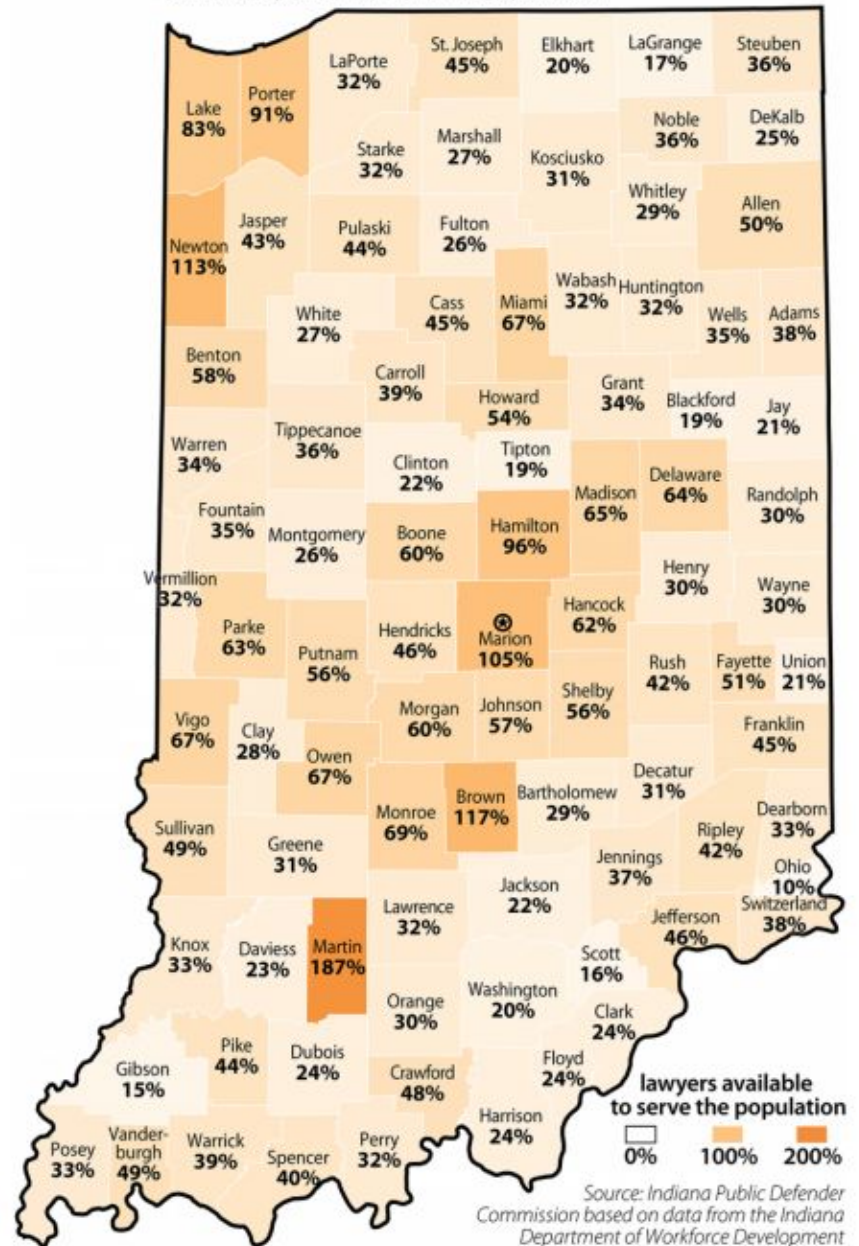 LaPorte
32%
St. Joseph
45%
Elkhart
20%
LaGrange
17%
Steuben
36%
Lake
83%
Porter
91%
Starke
32%
Marshall
27%
Kosciusko
31%
Noble
36%
DeKalb
25%
Whitley
29%
Allen
50%
Newton
113%
Jasper
43%
Pulaski
44%
Fulton
26%
White
27%
Cass
45%
Miami
67%
Wabash
32%
Huntington
32%
Wells
35%
Adams
38%
Benton
58%
Carroll
39%
Howard
54%
Grant
34%
Blackford
19%
Jay
21%
Warren
34%
Tippecanoe
36%
Clinton
22%
Tipton
19%
Madison
65%
Delaware
64%
Randolph
30%
Fountain
35%
Montgomery
26%
Boone
60%
Hamilton
96%
Henry
30%
Wayne
30%
Vermillion
32%
Parke
63%
Putnam
56%
Hendricks
46%
Marion
105%
Hancock
62%
Rush
42%
Fayette
51%
Union
21%
Vigo
67%
Clay
28%
Owen
67%
Morgan
60%
Johnson
57%
Shelby
56%
Franklin
45%
Sullivan
49%
Greene
31%
Monroe
69%
Brown
117%
Bartholomew
29%
Decatur
31%
Jennings
37%
Ripley
42%
Dearborn
33%
Ohio
10%
Switzerland
38%
Knox
33%
Daviess
23%
Martin
187%
Lawrence
32%
Jackson
22%
Jefferson
46%
Scott
16%
Orange
30%
Washington
20%
Clark
24%
Gibson
15%
Pike
44%
Dubois
24%
Crawford
48%
Floyd
24%
Harrison
24%
Posey
33%
Vander-
burgh
49%
Warrick
39%
Spencer
40%
Perry
32%
lawyers available
to serve the population
0%
100%
200%
Source: Indiana Public Defender
Commission based on data from the Indiana
Department of Workforce Development